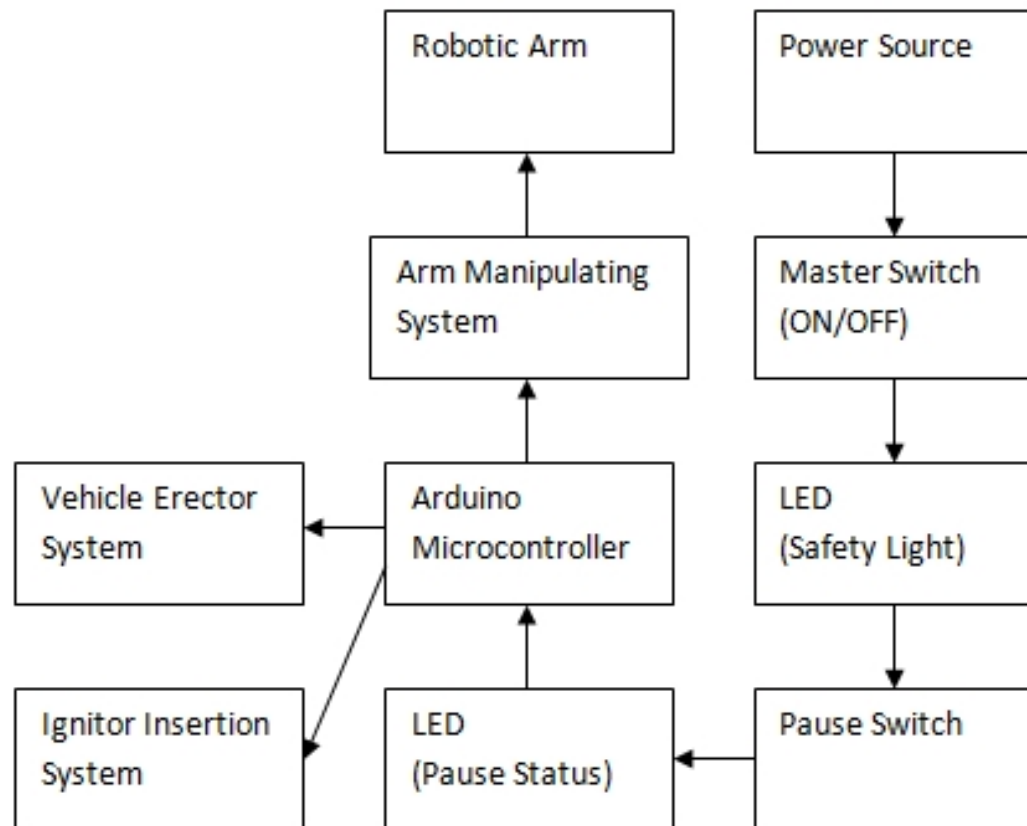 Robotic Arm
Power Source
Arm Manipulating
System
Master Switch
(ON/OFF)
Vehicle Erector
System
Arduino
Microcontroller
LED
(Safety Light)
Ignitor Insertion
System
LED
(Pause Status)
Pause Switch